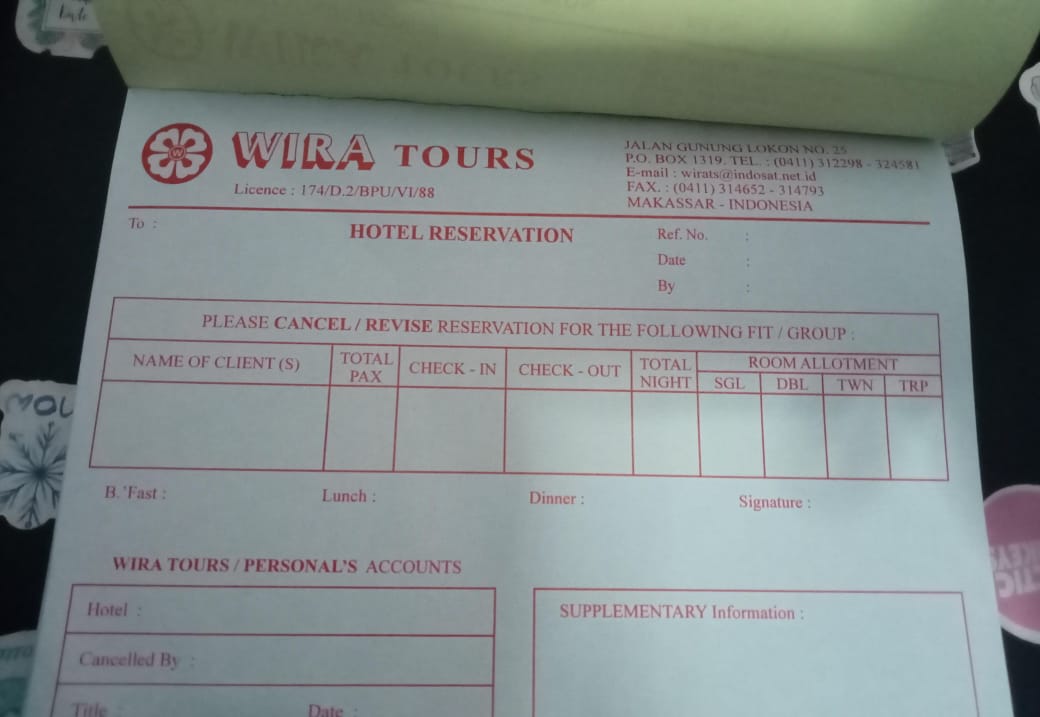 WIRA TOURS
Licence : 174/D.2/BPU/VI/88
JALAN GUNUNG LOKON NO. 25
P.O. BOX 1319. TEL. : (0411) 312298 - 324581
E-mail : wirats@indosat.net.id
FAX. : (0411) 314652 - 314793
MAKASSAR - INDONESIA
To :
HOTEL RESERVATION
Ref. No. :
Date :
By :
PLEASE CANCEL / REVISE RESERVATION FOR THE FOLLOWING FIT / GROUP :
NAME OF CLIENT (S)
TOTAL PAX
CHECK - IN
CHECK - OUT
TOTAL NIGHT
ROOM ALLOTMENT
SGL DBL TWN TRP
B. 'Fast : Lunch : Dinner : Signature :
WIRA TOURS / PERSONAL'S ACCOUNTS
Hotel :
Cancelled By :
Title : Date :
SUPPLEMENTARY Information :